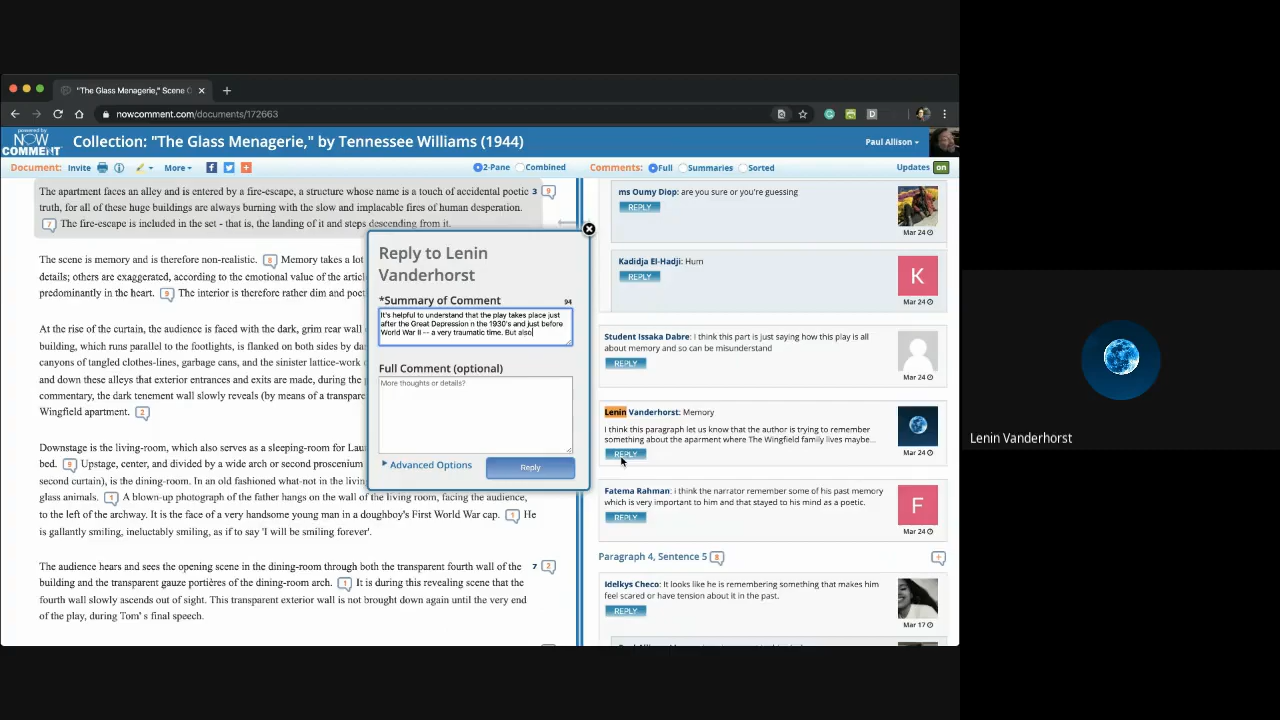 "The Glass Menagerie," Scene O
nowcomment.com/documents/172663
powered by
NOW
COMMENT
Collection: "The Glass Menagerie," by Tennessee Williams (1944)
Paul Allison
Document: Invite More 2-Pane Combined
Comments: Full Summaries Sorted Updates on
The apartment faces an alley and is entered by a fire-escape, a structure whose name is a touch of accidental poetic 3 9
truth, for all of these huge buildings are always burning with the slow and implacable fires of human desperation.
7 The fire-escape is included in the set - that is, the landing of it and steps descending from it.
The scene is memory and is therefore non-realistic. 8 Memory takes a lot
details; others are exaggerated, according to the emotional value of the artic
predominantly in the heart. 9 The interior is therefore rather dim and poet
At the rise of the curtain, the audience is faced with the dark, grim rear wall
building, which runs parallel to the footlights, is flanked on both sides by da
canyons of tangled clothes-lines, garbage cans, and the sinister lattice-work
and down these alleys that exterior entrances and exits are made, during the
commentary, the dark tenement wall slowly reveals (by means of a transpare
Wingfield apartment. 2
Downstage is the living-room, which also serves as a sleeping-room for Lau
bed. 8 Upstage, center, and divided by a wide arch or second proscenium
second curtain), is the dining-room. In an old fashioned what-not in the livin
glass animals. 1 A blown-up photograph of the father hangs on the wall of the living room, facing the audience,
to the left of the archway. It is the face of a very handsome young man in a doughboy's First World War cap. 1 He
is gallantly smiling, ineluctably smiling, as if to say 'I will be smiling forever'.
The audience hears and sees the opening scene in the dining-room through both the transparent fourth wall of the 7 2
building and the transparent gauze portières of the dining-room arch. 1 It is during this revealing scene that the
fourth wall slowly ascends out of sight. This transparent exterior wall is not brought down again until the very end
of the play, during Tom's final speech.
Reply to Lenin
Vanderhorst
*Summary of Comment 94
It's helpful to understand that the play takes place just
after the Great Depression n the 1930's and just before
World War II -- a very traumatic time. But also
Full Comment (optional)
More thoughts or details?
Advanced Options
Reply
ms Oumy Diop: are you sure or you're guessing
REPLY
Mar 24
Kadidja El-Hadji: Hum
REPLY
K
Mar 24
Student Issaka Dabre: I think this part is just saying how this play is all
about memory and so can be misunderstand
REPLY
Mar 24
Lenin Vanderhorst: Memory
I think this paragraph let us know that the author is trying to remember
something about the aparment where The Wingfield family lives maybe...
REPLY
Mar 24
Fatema Rahman: i think the narrator remember some of his past memory
which is very important to him and that stayed to his mind as a poetic.
REPLY
F
Mar 24
Paragraph 4, Sentence 5 8
Idelkys Checo: It looks like he is remembering something that makes him
feel scared or have tension about it in the past.
REPLY
Mar 17
Lenin Vanderhorst